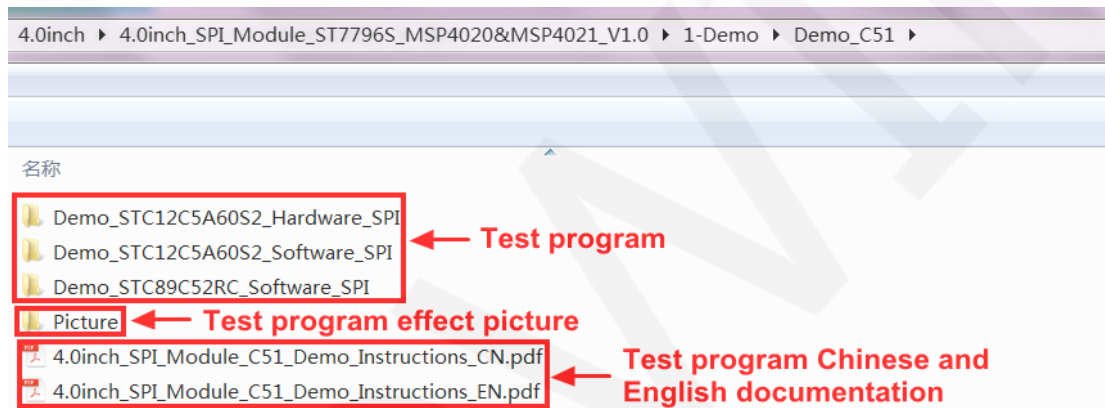 4.0inch ▸ 4.0inch_SPI_Module_ST7796S_MSP4020&MSP4021_V1.0 ▸ 1-Demo ▸ Demo_C51 ▸
名称
Demo_STC12C5A60S2_Hardware_SPI
Demo_STC12C5A60S2_Software_SPI
Test program
Demo_STC89C52RC_Software_SPI
Picture
Test program effect picture
4.0inch_SPI_Module_C51_Demo_Instructions_CN.pdf
4.0inch_SPI_Module_C51_Demo_Instructions_EN.pdf
Test program Chinese and
English documentation